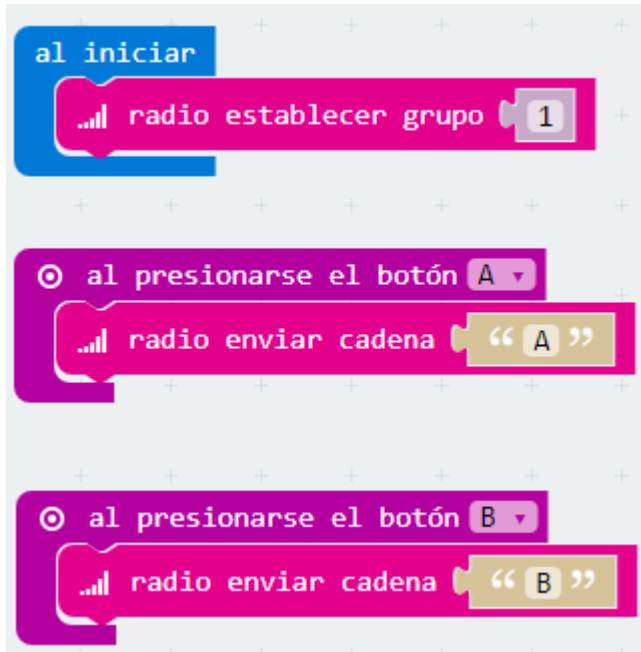 al iniciar
radio establecer grupo 1
al presionarse el botón A
radio enviar cadena “ A ”
al presionarse el botón B
radio enviar cadena “ B ”